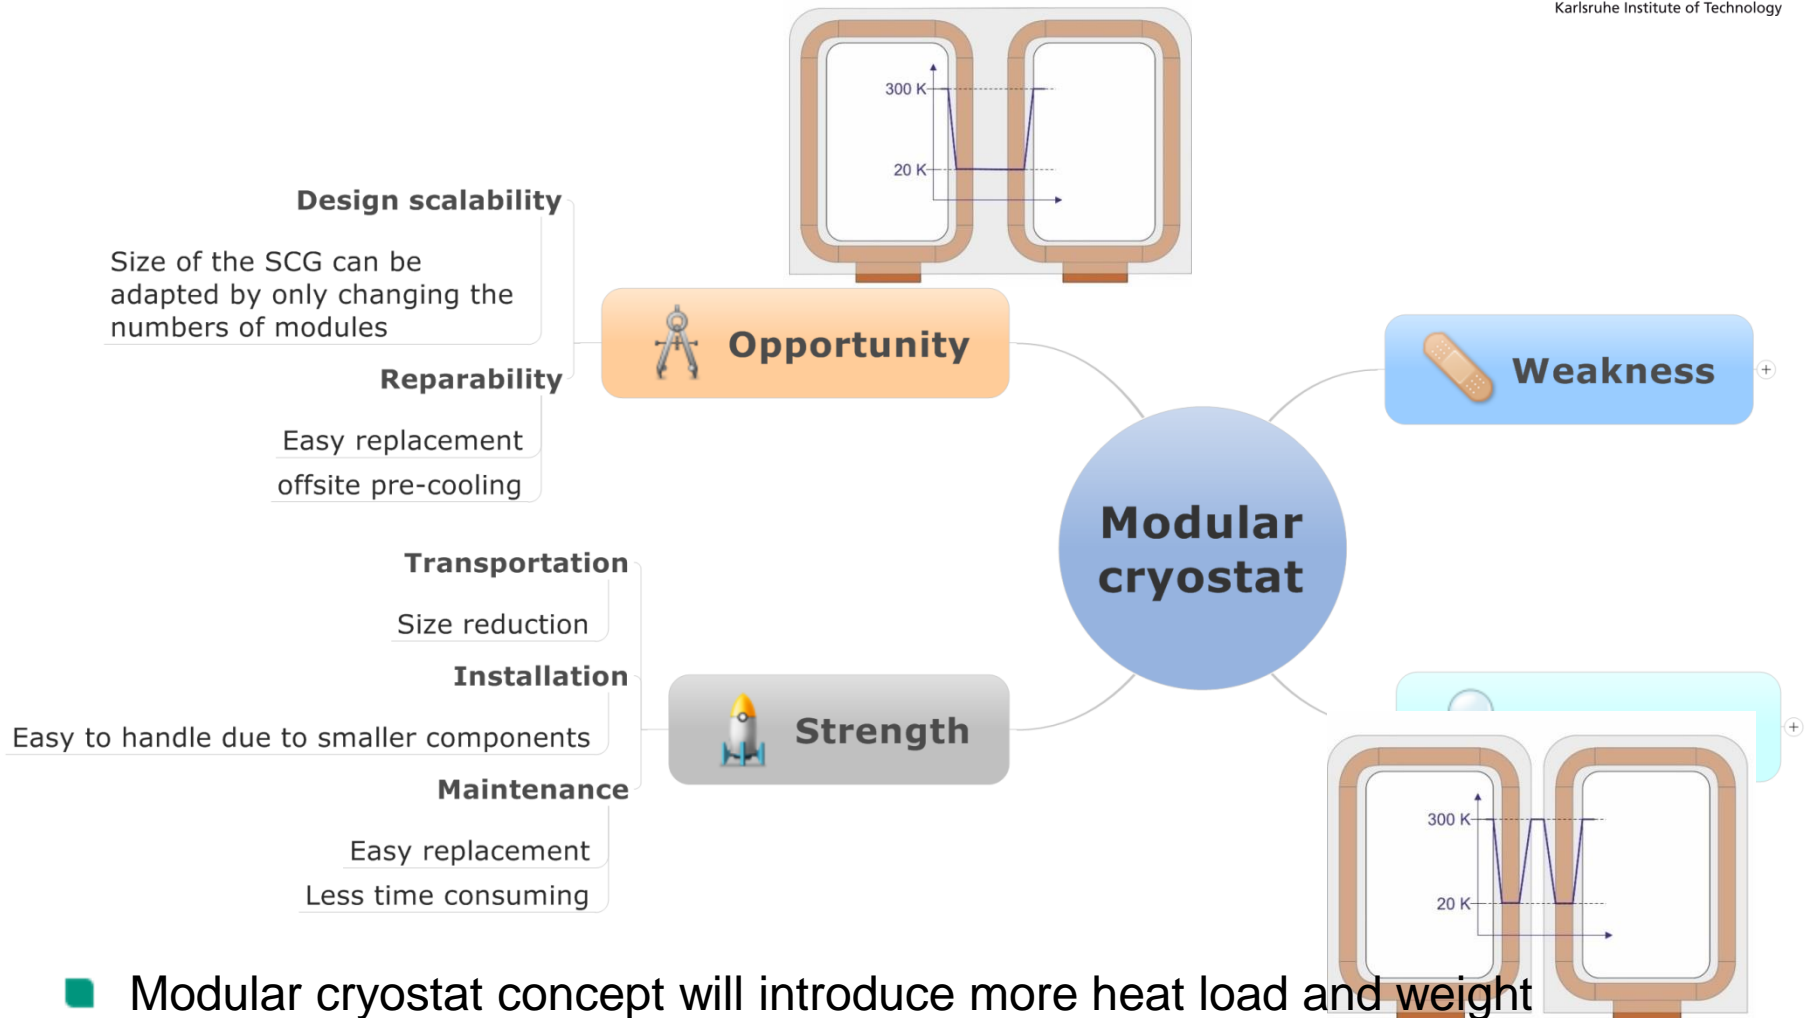 Karlsruhe Institute of Technology
300 K
20 K
Design scalability
Size of the SCG can be
adapted by only changing the
numbers of modules
Reparability
Easy replacement
offsite pre-cooling
Opportunity
Weakness
Modular
cryostat
Transportation
Size reduction
Installation
Easy to handle due to smaller components
Maintenance
Easy replacement
Less time consuming
Strength
300 K
20 K
Modular cryostat concept will introduce more heat load and weight